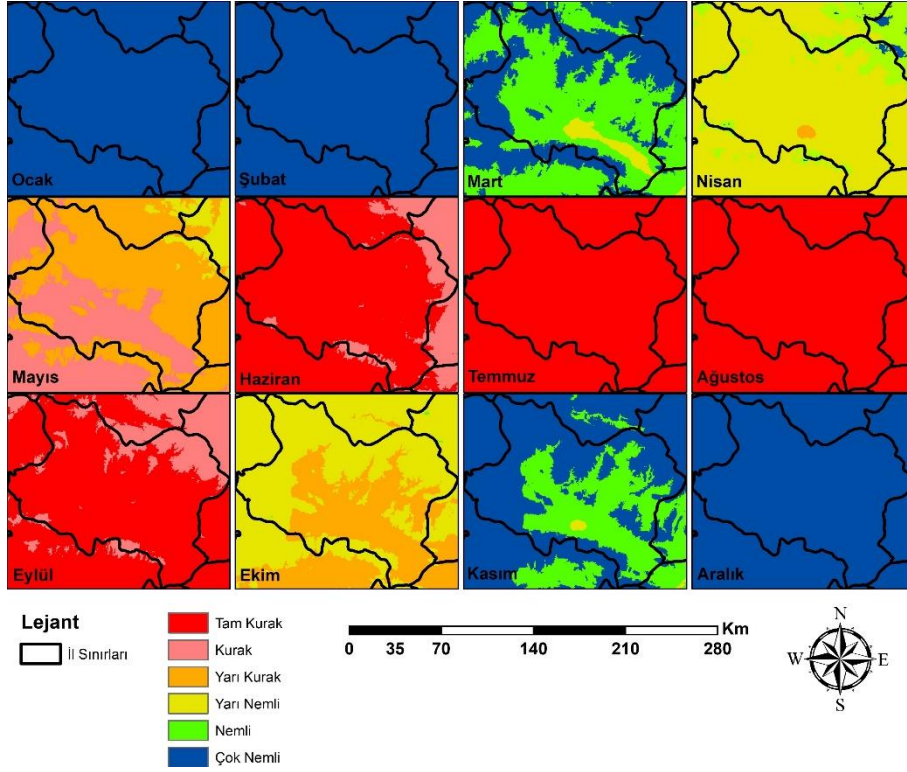 Ocak
Şubat
Mart
Nisan
Mayıs
Haziran
Temmuz
Ağustos
Eylül
Ekim
Kasım
Aralık
Lejant
İl Sınırları
Tam Kurak
Kurak
Yarı Kurak
Yarı Nemli
Nemli
Çok Nemli
Km
0 35 70 140 210 280
N
W E
S